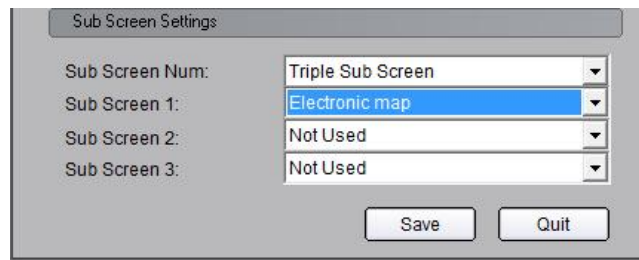 Sub Screen Settings
Sub Screen Num: Triple Sub Screen
Sub Screen 1: Electronic map
Sub Screen 2: Not Used
Sub Screen 3: Not Used
Save Quit